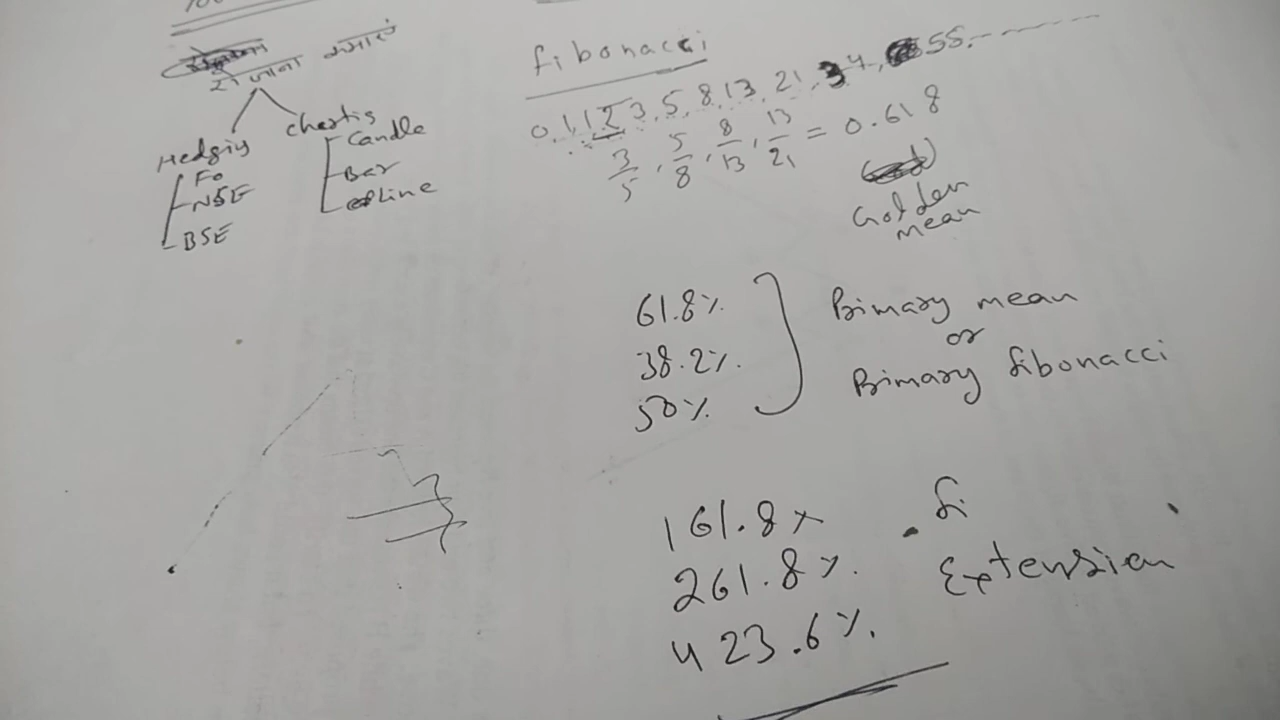 fibonacci
0,1,1,2,3,5,8,13,21,34,55,------
3/5, 5/8, 8/13, 13/21 = 0.618
Golden
mean
Chartis
Candle
Bar
Line
Hedgig
Fo
NSE
BSE
61.8%
38.2%.
50%
Primary mean
or
Primary fibonacci
161.8%
261.8%.
423.6%.
fi
Extension